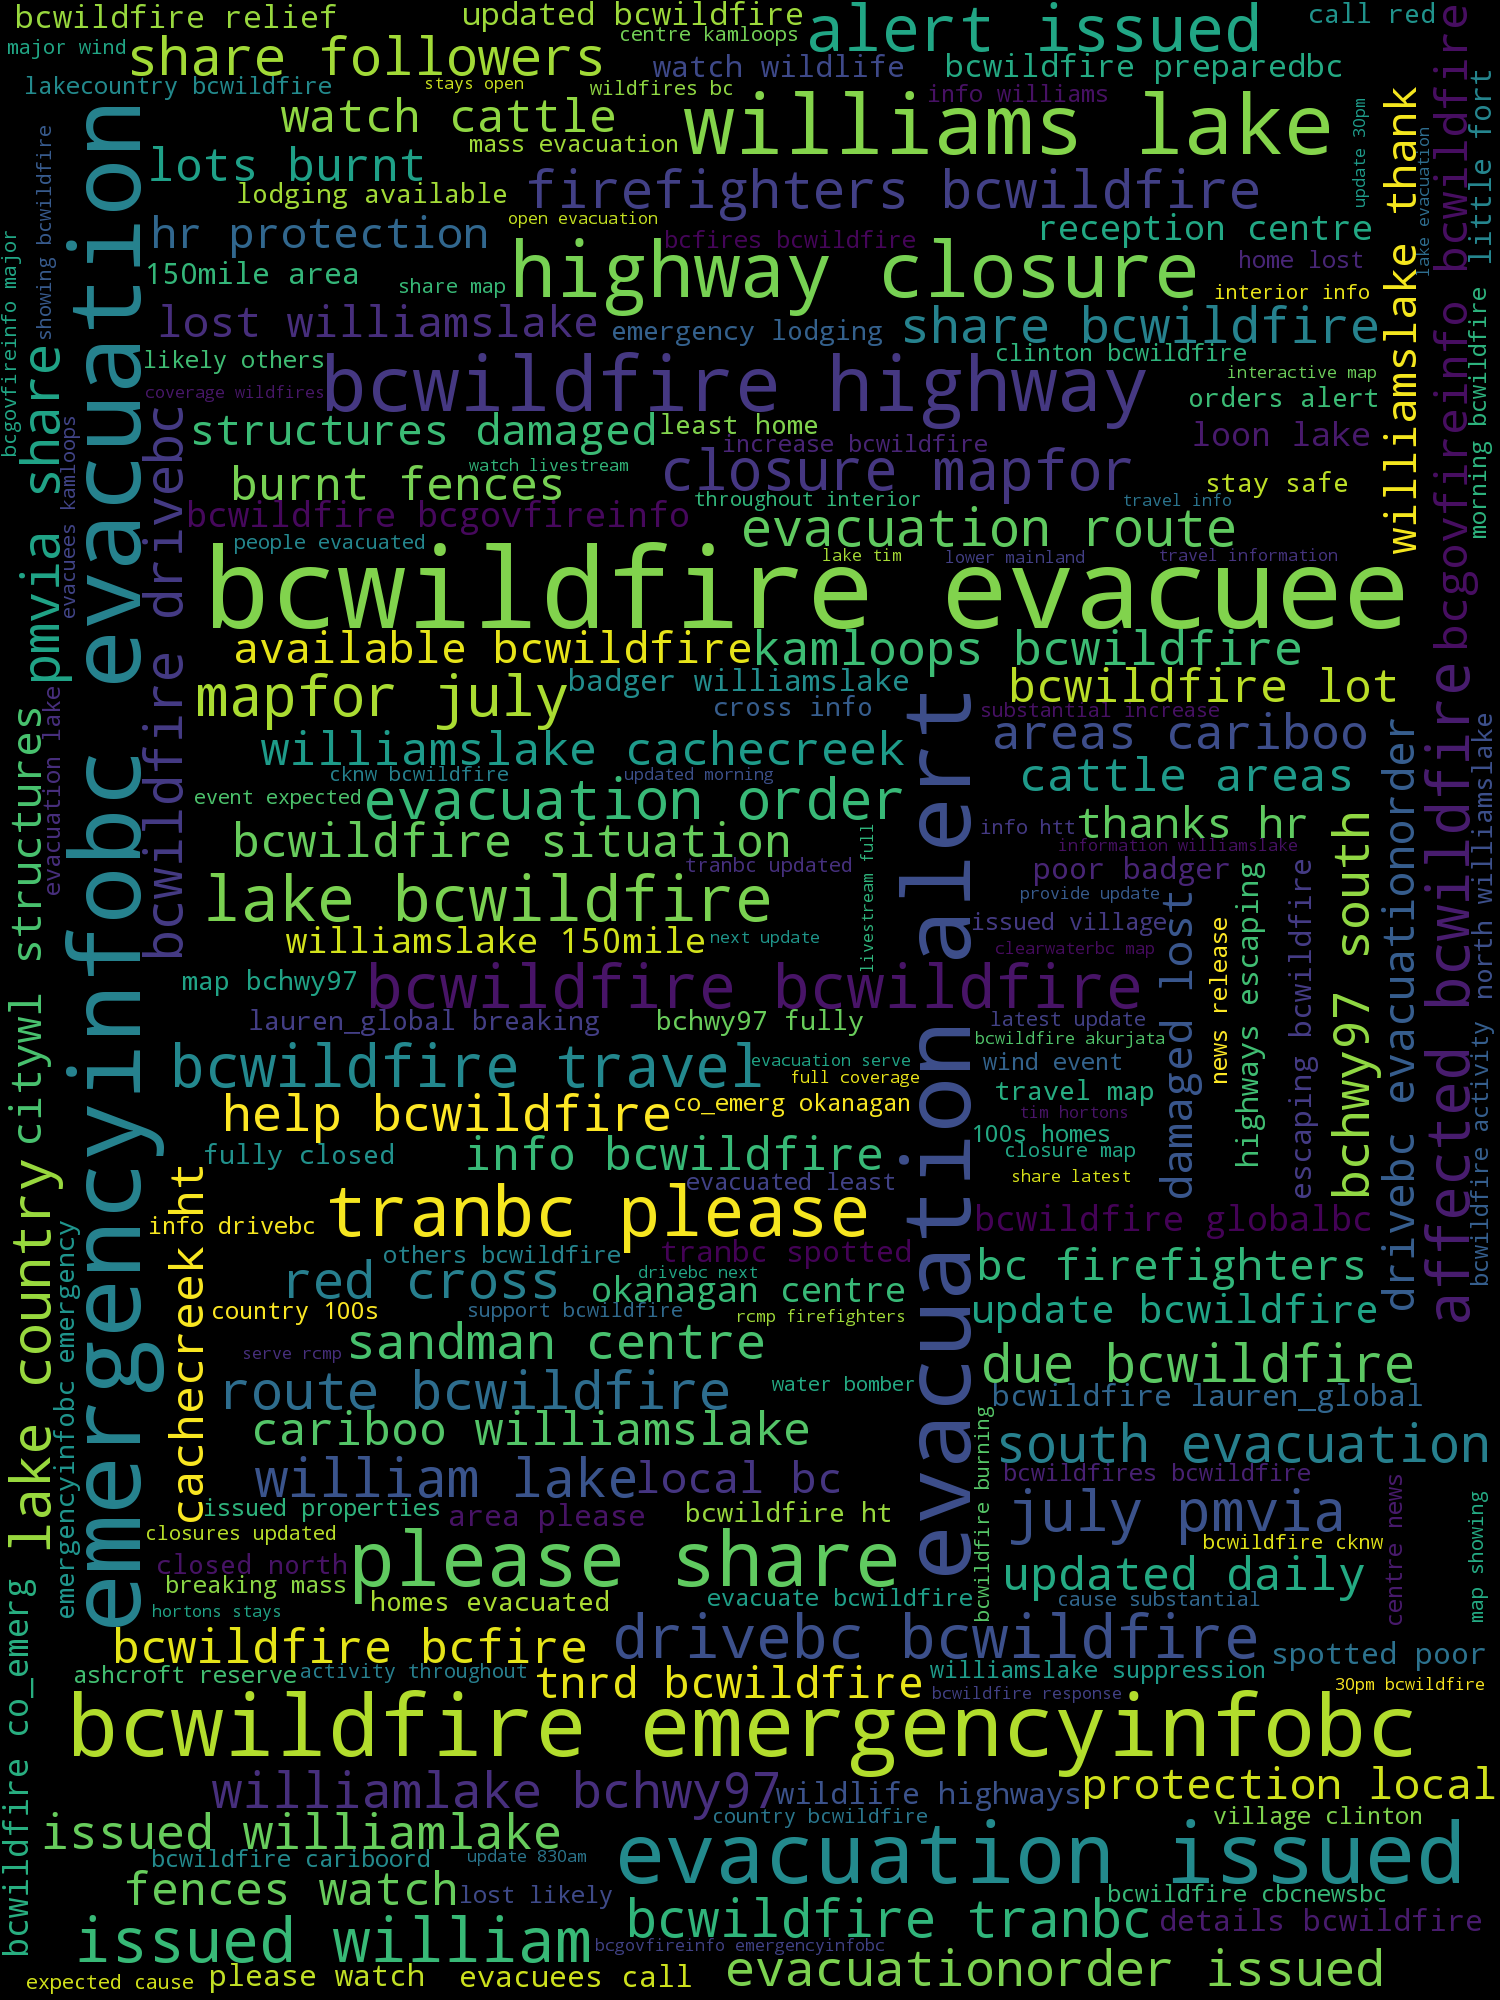 bcwildfire relief
updated bcwildfire
alert issued
call red
major wind
share followers
centre kamloops
watch wildlife
bcwildfire preparedbc
lakecountry bcwildfire
stays open
wildfires bc
info williams
watch cattle
williams lake
mass evacuation
lots burnt
lodging available
firefighters bcwildfire
open evacuation
hr protection
bcfires bcwildfire
reception centre
150mile area
share map
highway closure
home lost
interior info
lost williamslake
emergency lodging
share bcwildfire
likely others
clinton bcwildfire
coverage wildfires
bcwildfire highway
interactive map
orders alert
structures damaged
least home
increase bcwildfire
loon lake
burnt fences
watch livestream
closure mapfor
stay safe
throughout interior
travel info
bcwildfire bcgovfireinfo
evacuation route
people evacuated
lake tim
lower mainland
travel information
bcwildfire evacuee
update 30pm
williamslake thank
lake evacuation
bcgovfireinfo bcwildfire
little fort
morning bcwildfire
showing bcwildfire
bcgovfireinfo major
pmvia share
evacuees kamloops
emergencyinfobc evacuation
bcwildfire drivebc
available bcwildfire
kamloops bcwildfire
mapfor july
badger williamslake
bcwildfire lot
cross info
substantial increase
areas cariboo
williamslake cachecreek
cknw bcwildfire
updated morning
cattle areas
event expected
evacuation order
info htt
thanks hr
bcwildfire situation
information williamslake
tranbc updated
poor badger
lake bcwildfire
provide update
livestream full
issued village
williamslake 150mile
next update
clearwaterbc map
map bchwy97
bcwildfire bcwildfire
lauren_global breaking
bchwy97 fully
latest update
bcwildfire akurjata
bcwildfire travel
evacuation serve
wind event
full coverage
travel map
help bcwildfire
co_emerg okanagan
tim hortons
100s homes
fully closed
info bcwildfire
closure map
evacuated least
share latest
evacuation alert
damaged lost
news release
highways escaping
escaping bcwildfire
bchwy97 south
drivebc evacuationorder
affected bcwildfire
north williamslake
bcwildfire activity
evacuation lake
citywl structures
lake country
emergencyinfobc emergency
bcwildfire co_emerg
cachecreek ht
info drivebc
tranbc please
bcwildfire globalbc
others bcwildfire
tranbc spotted
red cross
drivebc next
okanagan centre
bc firefighters
country 100s
support bcwildfire
rcmp firefighters
update bcwildfire
serve rcmp
sandman centre
due bcwildfire
route bcwildfire
water bomber
bcwildfire lauren_global
cariboo williamslake
bcwildfire burning
south evacuation
william lake
local bc
bcwildfires bcwildfire
issued properties
area please
bcwildfire ht
july pmvia
closures updated
bcwildfire cknw
closed north
please share
centre news
map showing
breaking mass
updated daily
hortons stays
homes evacuated
evacuate bcwildfire
cause substantial
bcwildfire bcfire
drivebc bcwildfire
spotted poor
ashcroft reserve
activity throughout
tnrd bcwildfire
williamslake suppression
bcwildfire response
30pm bcwildfire
bcwildfire emergencyinfobc
williamlake bchwy97
wildlife highways
protection local
country bcwildfire
village clinton
issued williamlake
evacuation issued
bcwildfire cariboord
update 830am
fences watch
lost likely
bcwildfire cbcnewsbc
issued william
bcwildfire tranbc
details bcwildfire
bcgovfireinfo emergencyinfobc
expected cause
please watch
evacuees call
evacuationorder issued